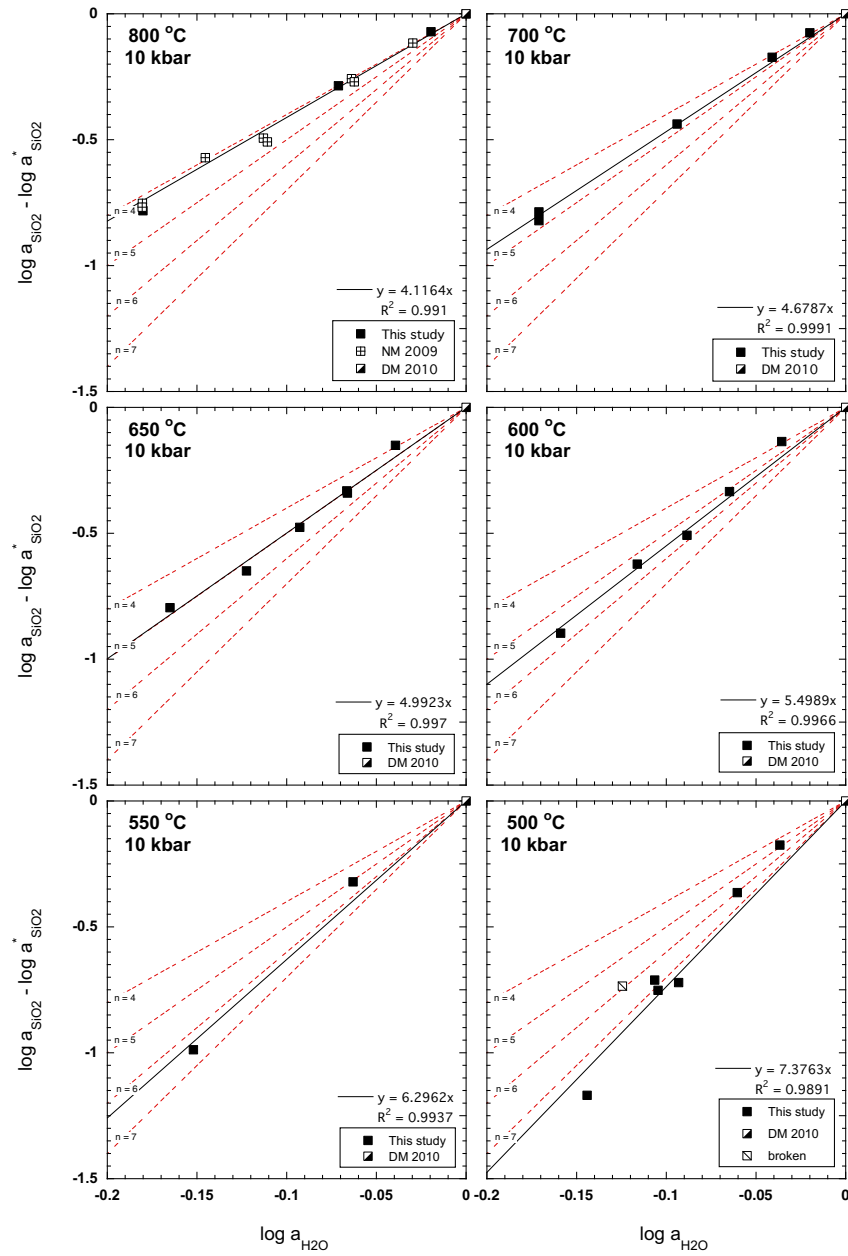 800 °C
10 kbar
0
-0.5
-1
-1.5
log a_SiO2 - log a*_SiO2
n = 4
n = 5
n = 6
n = 7
y = 4.1164x
R² = 0.991
This study
NM 2009
DM 2010
700 °C
10 kbar
n = 4
n = 5
n = 6
n = 7
y = 4.6787x
R² = 0.9991
This study
DM 2010
650 °C
10 kbar
0
-0.5
-1
-1.5
log a_SiO2 - log a*_SiO2
n = 4
n = 5
n = 6
n = 7
y = 4.9923x
R² = 0.997
This study
DM 2010
600 °C
10 kbar
n = 4
n = 5
n = 6
n = 7
y = 5.4989x
R² = 0.9966
This study
DM 2010
550 °C
10 kbar
0
-0.5
-1
-1.5
log a_SiO2 - log a*_SiO2
n = 4
n = 5
n = 6
n = 7
y = 6.2962x
R² = 0.9937
This study
DM 2010
-0.2 -0.15 -0.1 -0.05 0
log a_H2O
500 °C
10 kbar
n = 4
n = 5
n = 6
n = 7
y = 7.3763x
R² = 0.9891
This study
DM 2010
broken
-0.2 -0.15 -0.1 -0.05 0
log a_H2O